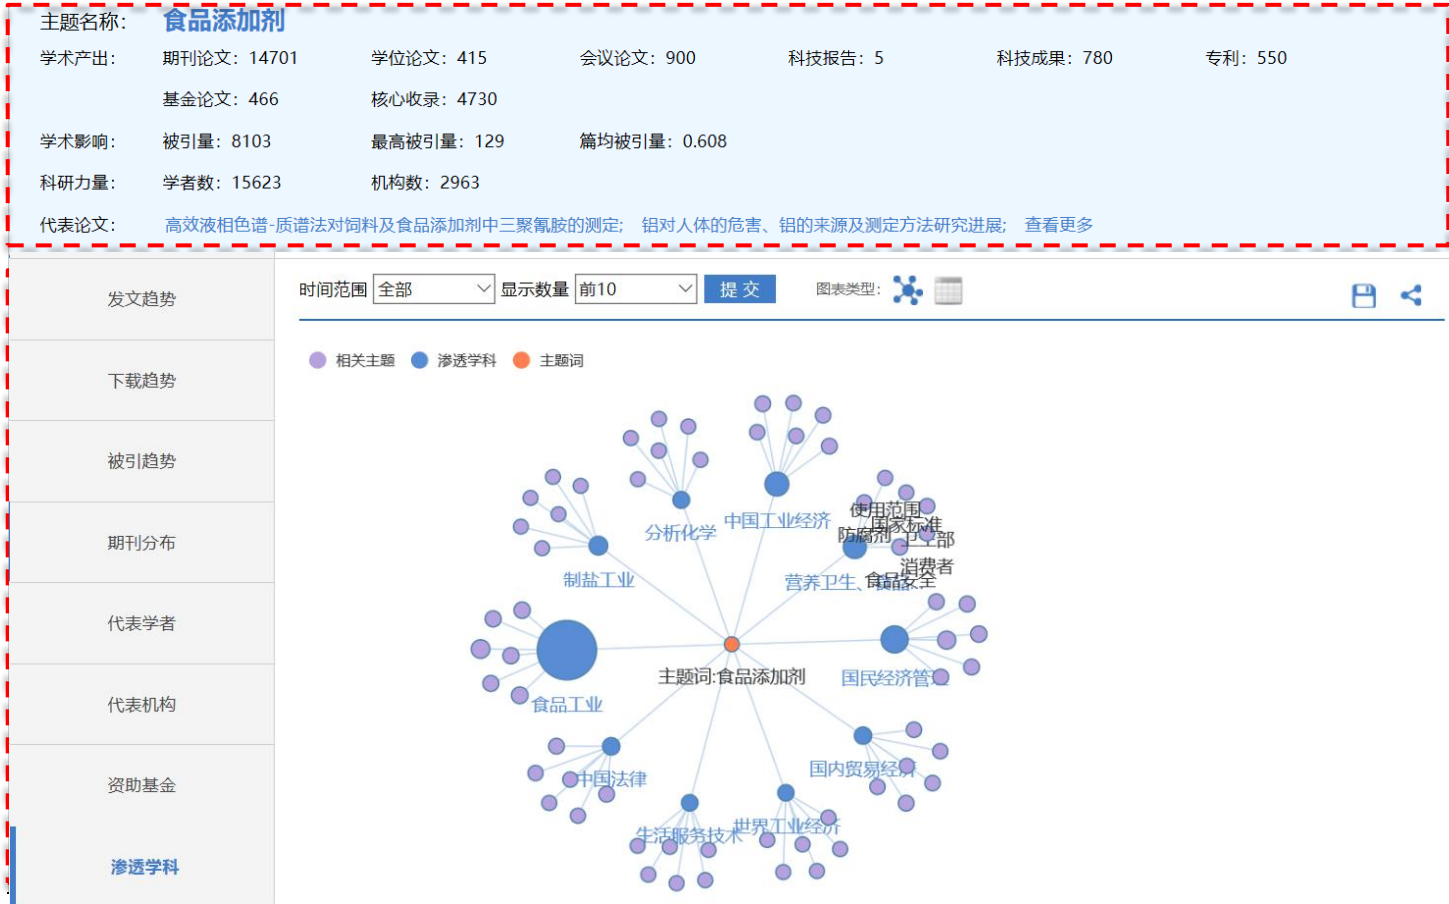 主题名称： 食品添加剂
学术产出： 期刊论文：14701 学位论文：415 会议论文：900 科技报告：5 科技成果：780 专利：550
基金论文：466 核心收录：4730
学术影响： 被引量：8103 最高被引量：129 篇均被引量：0.608
科研力量： 学者数：15623 机构数：2963
代表论文： 高效液相色谱-质谱法对饲料及食品添加剂中三聚氰胺的测定； 铝对人体的危害、铝的来源及测定方法研究进展； 查看更多
发文趋势
下载趋势
被引趋势
期刊分布
代表学者
代表机构
资助基金
渗透学科
时间范围 全部 显示数量 前10 提交 图表类型：
相关主题 渗透学科 主题词
中国工业经济
分析化学
使用范围
国家标准
防腐剂
卫生部
消费者
食品安全
营养卫生、食品…
制盐工业
主题词:食品添加剂
国民经济管理
食品工业
国内贸易经济
中国法律
世界工业经济
生活服务技术